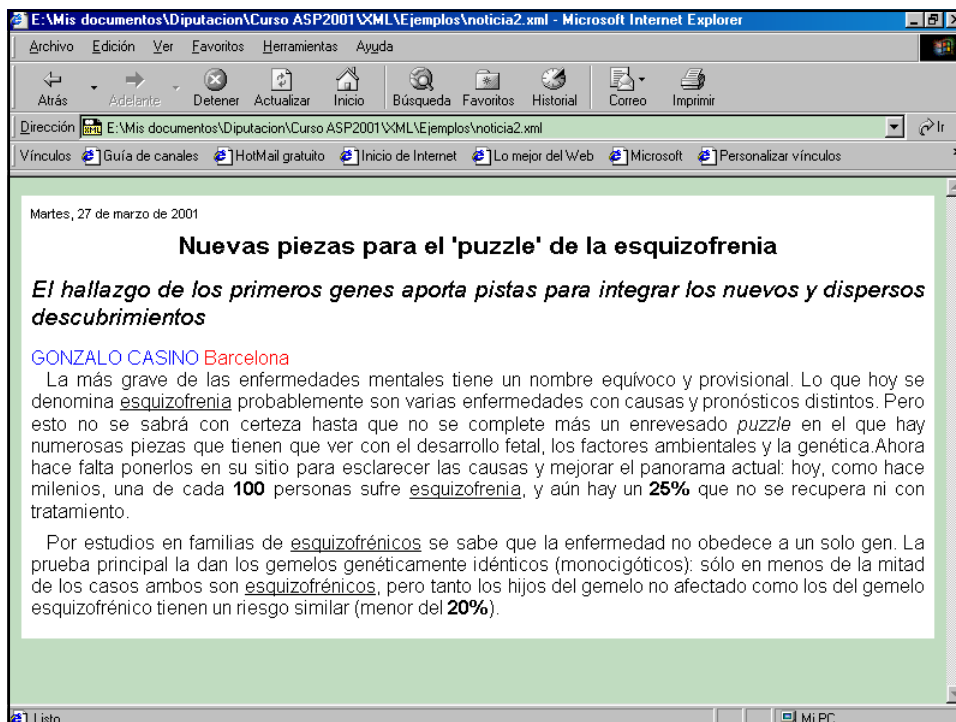 E:\Mis documentos\Diputacion\Curso ASP2001\XML\Ejemplos\noticia2.xml - Microsoft Internet Explorer
Archivo Edición Ver Favoritos Herramientas Ayuda
Atrás Adelante Detener Actualizar Inicio Búsqueda Favoritos Historial Correo Imprimir
Dirección E:\Mis documentos\Diputacion\Curso ASP2001\XML\Ejemplos\noticia2.xml Ir
Vínculos Guía de canales HotMail gratuito Inicio de Internet Lo mejor del Web Microsoft Personalizar vínculos
Martes, 27 de marzo de 2001
Nuevas piezas para el 'puzzle' de la esquizofrenia
El hallazgo de los primeros genes aporta pistas para integrar los nuevos y dispersos
descubrimientos
GONZALO CASINO Barcelona
La más grave de las enfermedades mentales tiene un nombre equívoco y provisional. Lo que hoy se
denomina esquizofrenia probablemente son varias enfermedades con causas y pronósticos distintos. Pero
esto no se sabrá con certeza hasta que no se complete más un enrevesado puzzle en el que hay
numerosas piezas que tienen que ver con el desarrollo fetal, los factores ambientales y la genética.Ahora
hace falta ponerlos en su sitio para esclarecer las causas y mejorar el panorama actual: hoy, como hace
milenios, una de cada 100 personas sufre esquizofrenia, y aún hay un 25% que no se recupera ni con
tratamiento.
Por estudios en familias de esquizofrénicos se sabe que la enfermedad no obedece a un solo gen. La
prueba principal la dan los gemelos genéticamente idénticos (monocigóticos): sólo en menos de la mitad
de los casos ambos son esquizofrénicos, pero tanto los hijos del gemelo no afectado como los del gemelo
esquizofrénico tienen un riesgo similar (menor del 20%).
Listo Mi PC